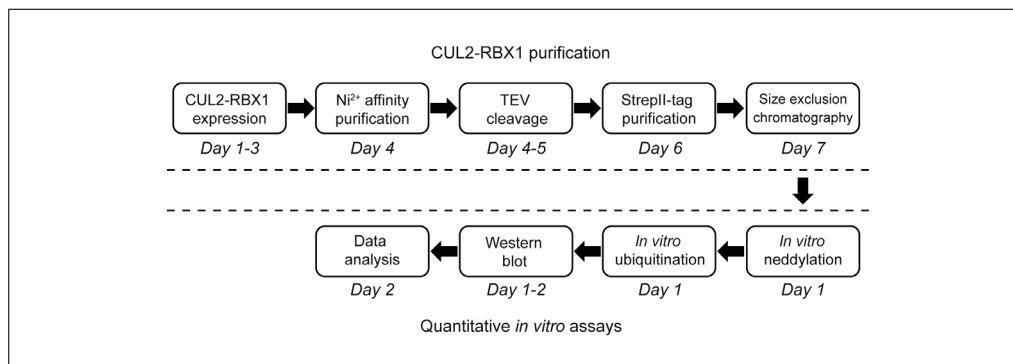 CUL2-RBX1 purification
CUL2-RBX1
expression
Ni²⁺ affinity
purification
TEV
cleavage
StrepII-tag
purification
Size exclusion
chromatography
Day 1-3
Day 4
Day 4-5
Day 6
Day 7
Data
analysis
Western
blot
In vitro
ubiquitination
In vitro
neddylation
Day 2
Day 1-2
Day 1
Day 1
Quantitative in vitro assays